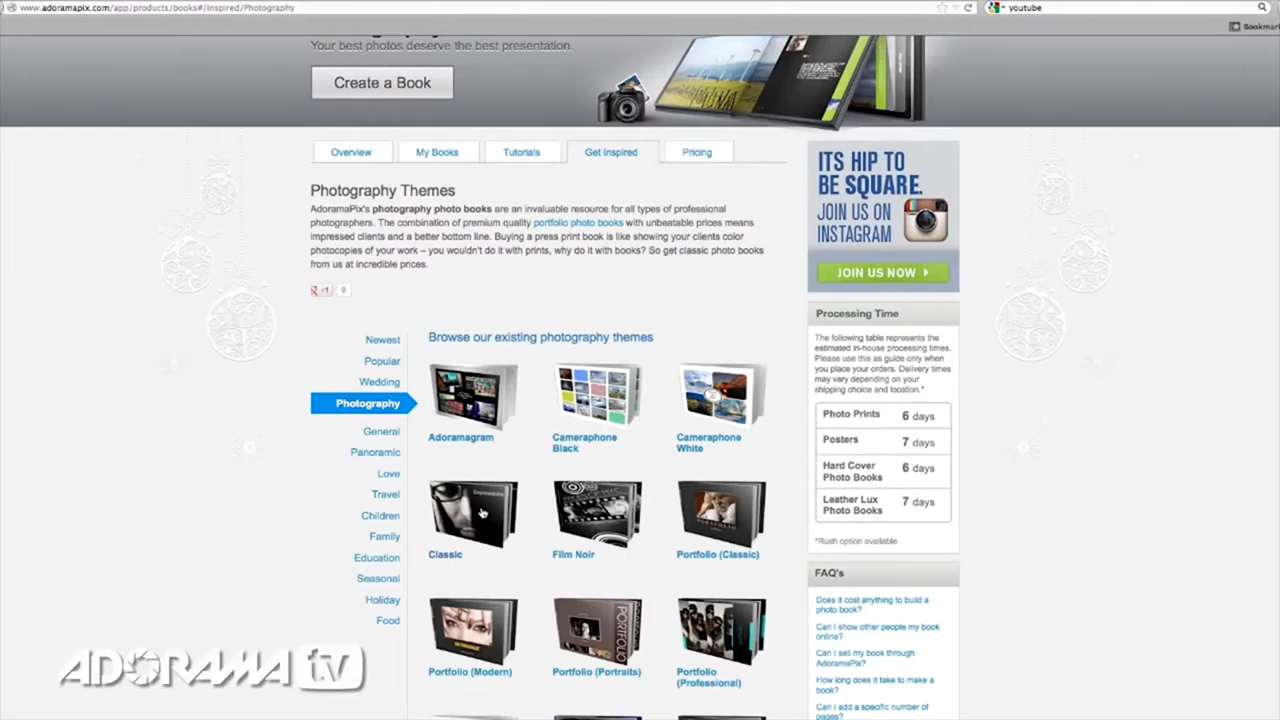 www.adoramapix.com/app/products/books#/Inspired/Photography
youtube
Bookmar
Your best photos deserve the best presentation.
Create a Book
Overview
My Books
Tutorials
Get Inspired
Pricing
Photography Themes
AdoramaPix's photography photo books are an invaluable resource for all types of professional
photographers. The combination of premium quality portfolio photo books with unbeatable prices means
impressed clients and a better bottom line. Buying a press print book is like showing your clients color
photocopies of your work – you wouldn't do it with prints, why do it with books? So get classic photo books
from us at incredible prices.
+1
0
Newest
Popular
Wedding
Photography
General
Panoramic
Love
Travel
Children
Family
Education
Seasonal
Holiday
Food
Browse our existing photography themes
Adoramagram
Cameraphone
Black
Cameraphone
White
Expressions
Classic
Film Noir
PORTFOLIO
Portfolio (Classic)
Portfolio (Modern)
PORTFOLIO
Portfolio (Portraits)
Portfolio
(Professional)
ITS HIP TO
BE SQUARE.
JOIN US ON
INSTAGRAM
JOIN US NOW
Processing Time
The following table represents the
estimated in-house processing times.
Please use this as guide only when
you place your orders. Delivery times
may vary depending on your
shipping choice and location.*
Photo Prints 6 days
Posters 7 days
Hard Cover
Photo Books 6 days
Leather Lux
Photo Books 7 days
*Rush option available
FAQ's
Does it cost anything to build a
photo book?
Can I show other people my book
online?
Can I sell my book through
AdoramaPix?
How long does it take to make a
book?
Can I add a specific number of
pages?
ADORAMA tv